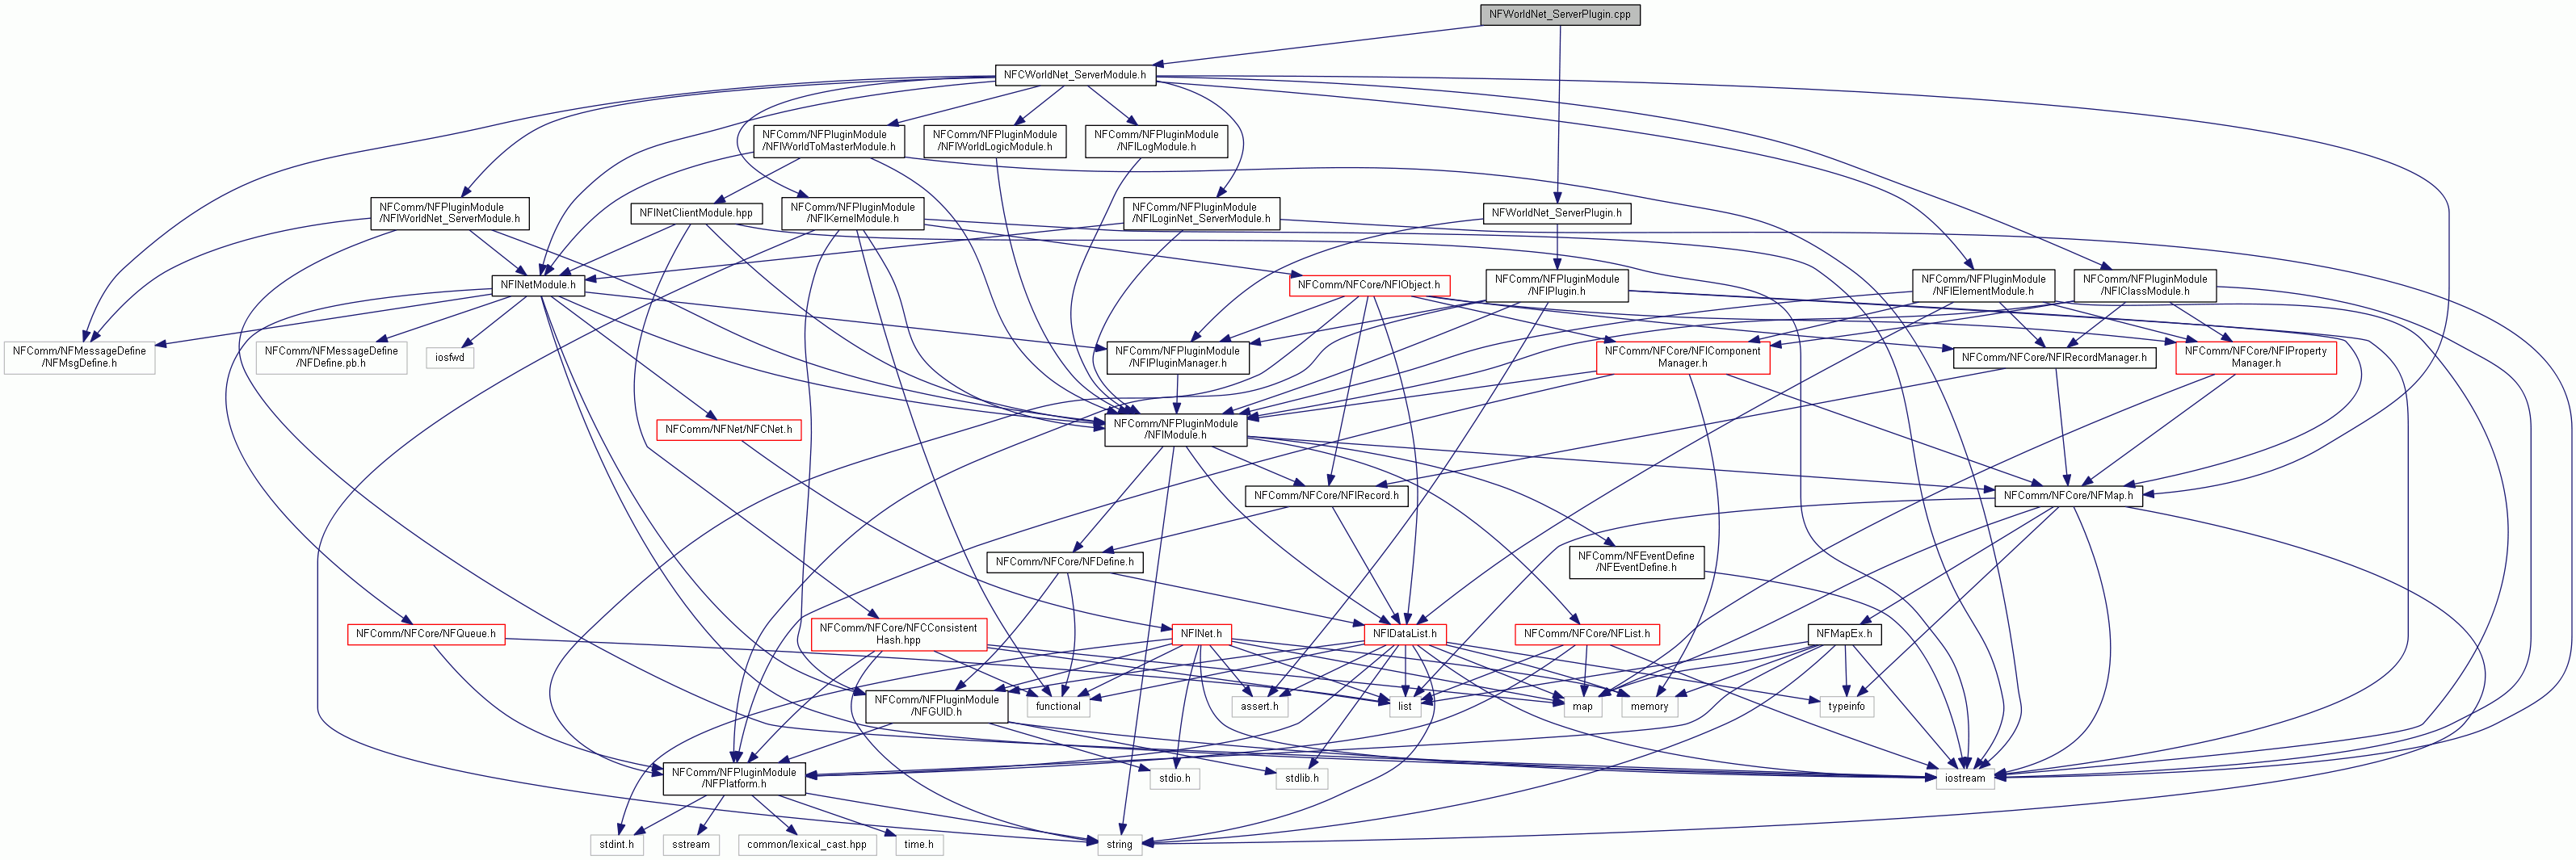 NFWorldNet_ServerPlugin.cpp
NFCWorldNet_ServerModule.h
NFComm/NFPluginModule
/NFIWorldToMasterModule.h
NFComm/NFPluginModule
/NFIWorldLogicModule.h
NFComm/NFPluginModule
/NFILogModule.h
NFComm/NFPluginModule
/NFIWorldNet_ServerModule.h
NFINetClientModule.hpp
NFComm/NFPluginModule
/NFIKernelModule.h
NFComm/NFPluginModule
/NFILoginNet_ServerModule.h
NFWorldNet_ServerPlugin.h
NFINetModule.h
NFComm/NFCore/NFIObject.h
NFComm/NFPluginModule
/NFIPlugin.h
NFComm/NFPluginModule
/NFIElementModule.h
NFComm/NFPluginModule
/NFIClassModule.h
NFComm/NFMessageDefine
/NFMsgDefine.h
NFComm/NFMessageDefine
/NFDefine.pb.h
iosfwd
NFComm/NFPluginModule
/NFIPluginManager.h
NFComm/NFCore/NFIComponent
Manager.h
NFComm/NFCore/NFIRecordManager.h
NFComm/NFCore/NFIProperty
Manager.h
NFComm/NFNet/NFCNet.h
NFComm/NFPluginModule
/NFIModule.h
NFComm/NFCore/NFIRecord.h
NFComm/NFCore/NFMap.h
NFComm/NFCore/NFDefine.h
NFComm/NFEventDefine
/NFEventDefine.h
NFComm/NFCore/NFQueue.h
NFComm/NFCore/NFCConsistent
Hash.hpp
NFINet.h
NFIDataList.h
NFComm/NFCore/NFList.h
NFMapEx.h
NFComm/NFPluginModule
/NFGUID.h
functional
assert.h
list
map
memory
typeinfo
NFComm/NFPluginModule
/NFPlatform.h
stdio.h
stdlib.h
iostream
stdint.h
sstream
common/lexical_cast.hpp
time.h
string